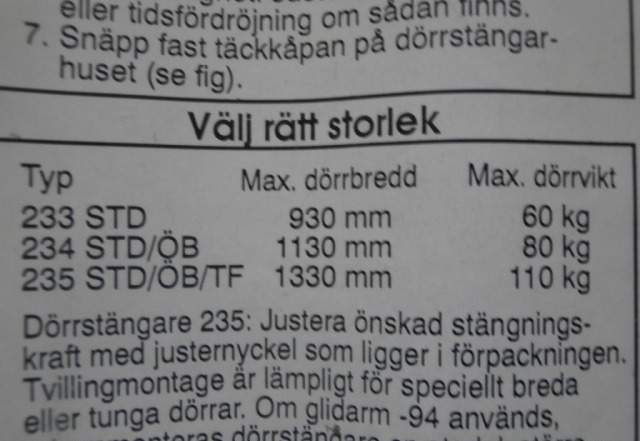 eller tidsfördröjning om sådan finns.
7. Snäpp fast täckkåpan på dörrstängar-
huset (se fig).
Välj rätt storlek
Typ Max. dörrbredd Max. dörrvikt
233 STD 930 mm 60 kg
234 STD/ÖB 1130 mm 80 kg
235 STD/ÖB/TF 1330 mm 110 kg
Dörrstängare 235: Justera önskad stängnings-
kraft med justernyckel som ligger i förpackningen.
Tvillingmontage är lämpligt för speciellt breda
eller tunga dörrar. Om glidarm -94 används,